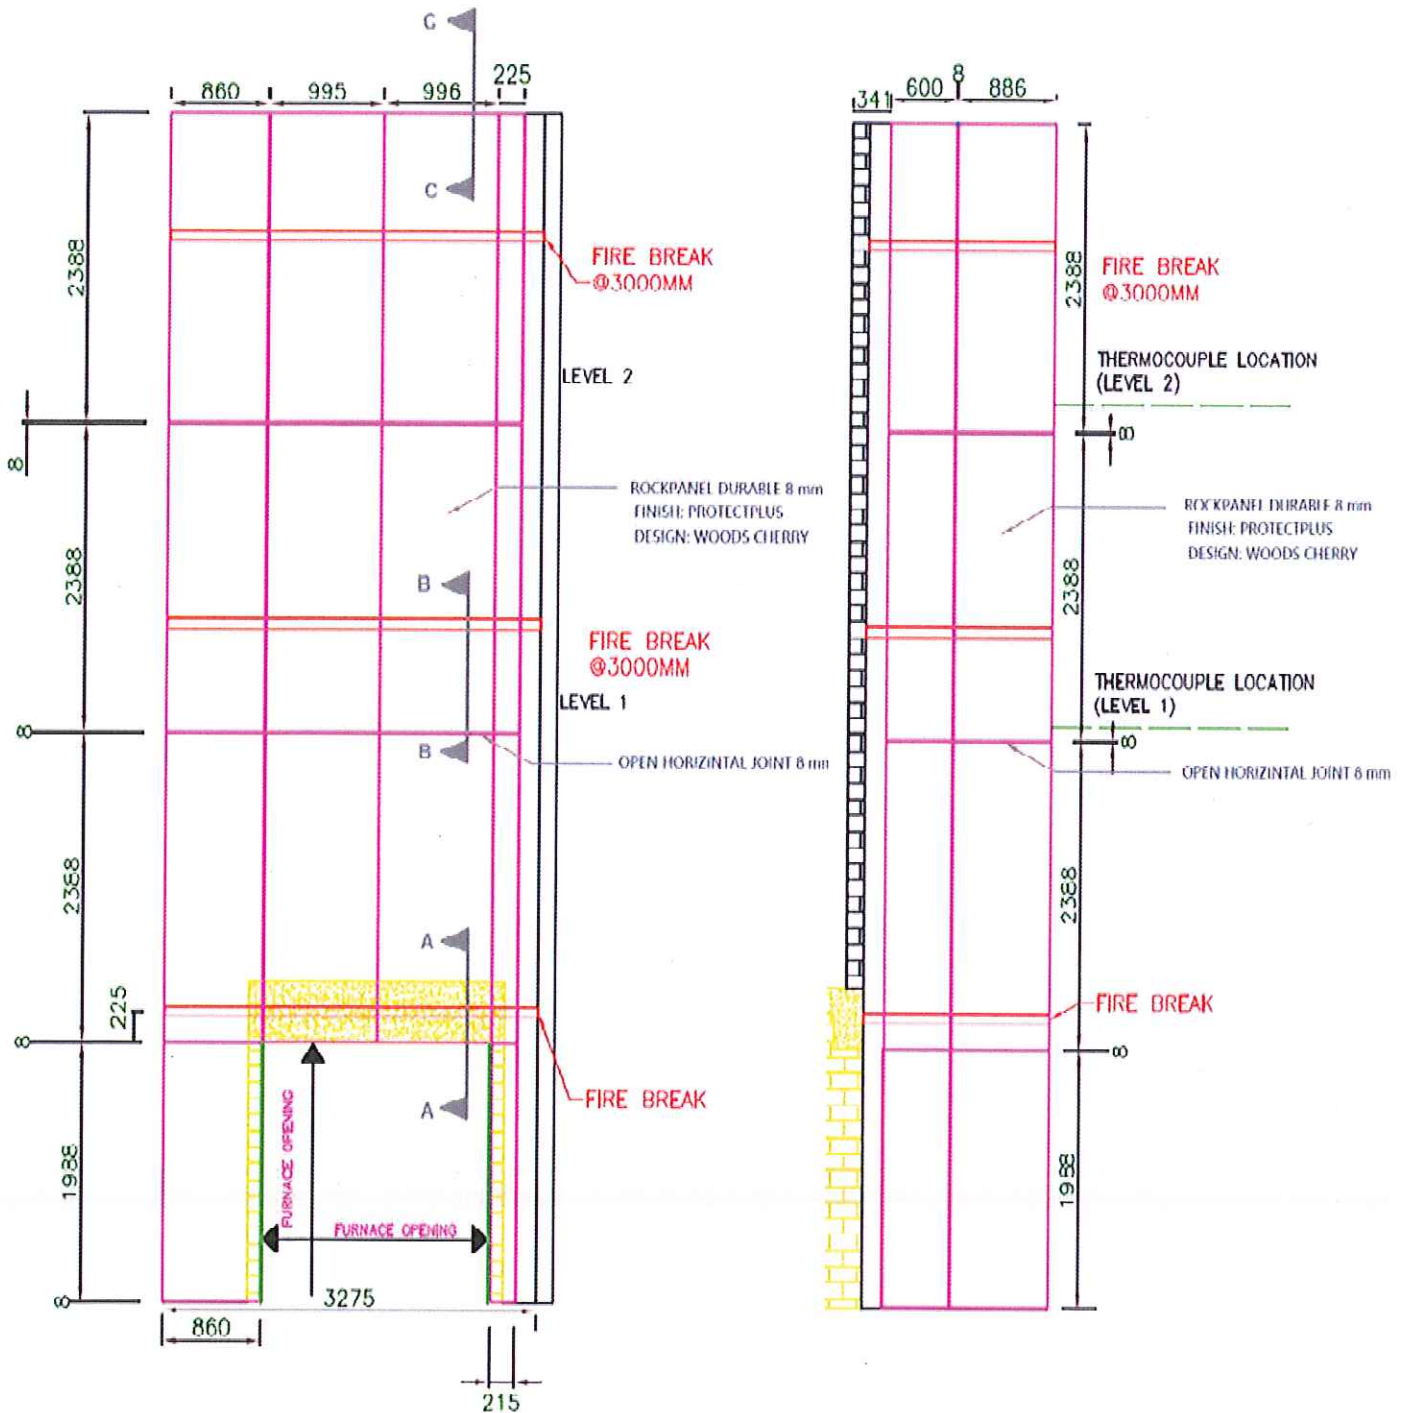 G
860
995
996
225
C
2388
FIRE BREAK
@3000MM
LEVEL 2
8
ROCKPANEL DURABLE 8 mm
FINISH: PROTECTPLUS
DESIGN: WOODS CHERRY
2388
B
FIRE BREAK
@3000MM
LEVEL 1
8
B
OPEN HORIZINTAL JOINT 8 mm
2388
A
225
8
FIRE BREAK
A
FURNACE OPENING
1988
FURNACE OPENING
8
3275
860
215
341
600
8
886
2388
FIRE BREAK
@3000MM
THERMOCOUPLE LOCATION
(LEVEL 2)
8
ROCKPANEL DURABLE 8 mm
FINISH: PROTECTPLUS
DESIGN: WOODS CHERRY
2388
THERMOCOUPLE LOCATION
(LEVEL 1)
8
OPEN HORIZINTAL JOINT 8 mm
2388
FIRE BREAK
8
1988